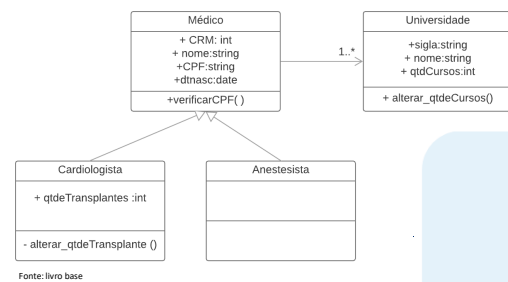 Médico
+ CRM: int
+ nome:string
+CPF:string
+dtnasc:date
+verificarCPF( )
1..*
Universidade
+sigla:string
+ nome:string
+ qtdCursos:int
+ alterar_qtdeCursos()
Cardiologista
+ qtdeTransplantes :int
- alterar_qtdeTransplante ()
Anestesista
Fonte: livro base